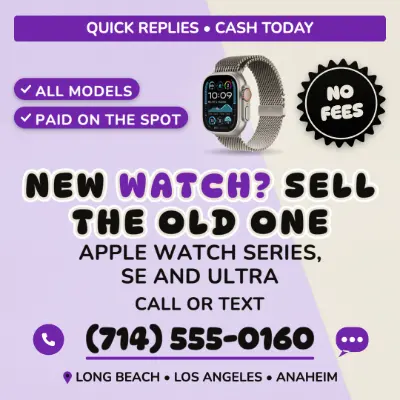 QUICK REPLIES • CASH TODAY
ALL MODELS
PAID ON THE SPOT
NO
FEES
NEW WATCH? SELL
THE OLD ONE
APPLE WATCH SERIES,
SE AND ULTRA
CALL OR TEXT
(714) 555-0160
LONG BEACH • LOS ANGELES • ANAHEIM